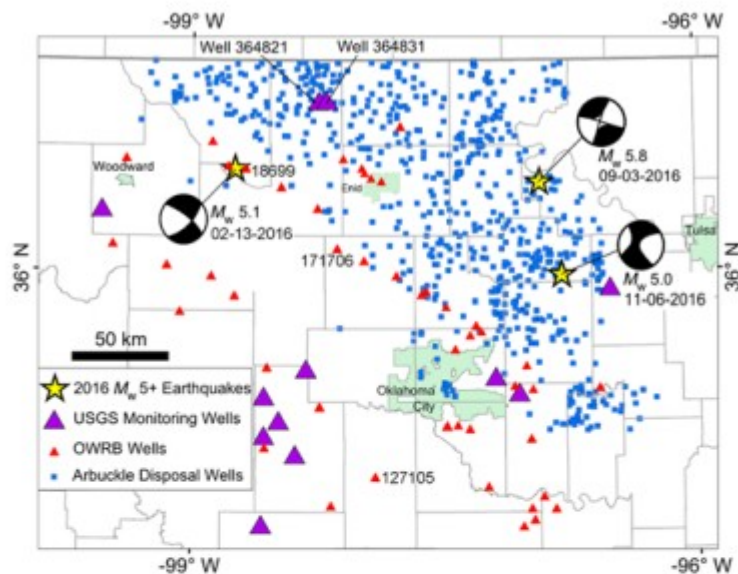 -99° W
-96° W
Well 364821
Well 364831
Woodward
18699
Enid
Mw 5.8
09-03-2016
Mw 5.1
02-13-2016
Tulsa
36° N
171706
36° N
Mw 5.0
11-06-2016
50 km
2016 Mw 5+ Earthquakes
USGS Monitoring Wells
OWRB Wells
Arbuckle Disposal Wells
Oklahoma
City
127105
-99° W
-96° W